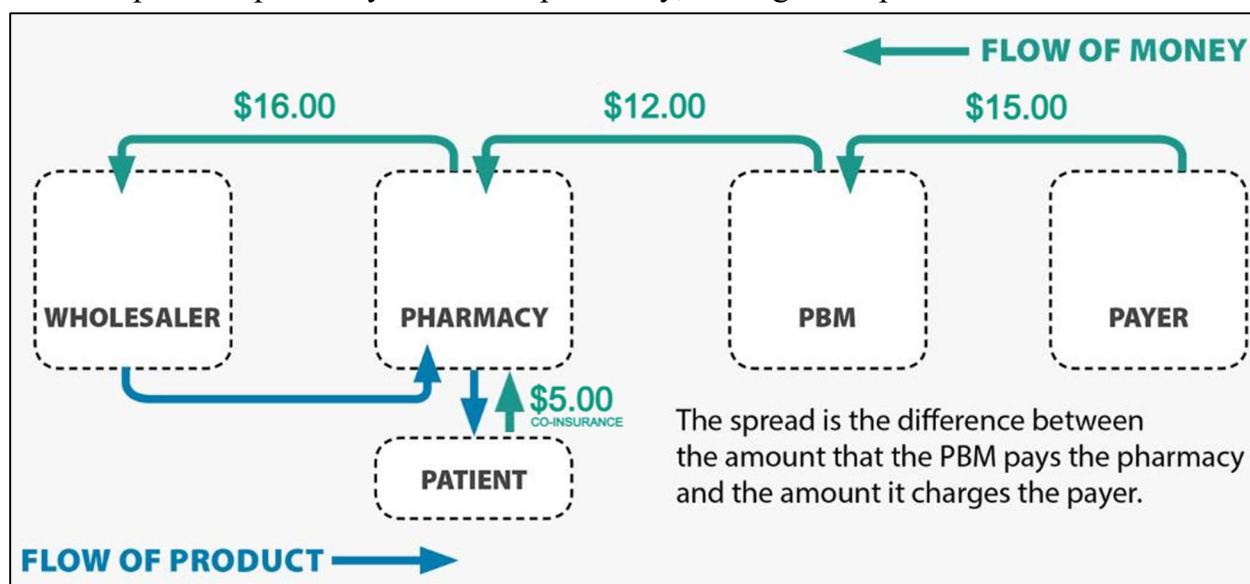 FLOW OF MONEY
$16.00
$12.00
$15.00
WHOLESALER
PHARMACY
PBM
PAYER
$5.00
CO-INSURANCE
PATIENT
The spread is the difference between
the amount that the PBM pays the pharmacy
and the amount it charges the payer.
FLOW OF PRODUCT